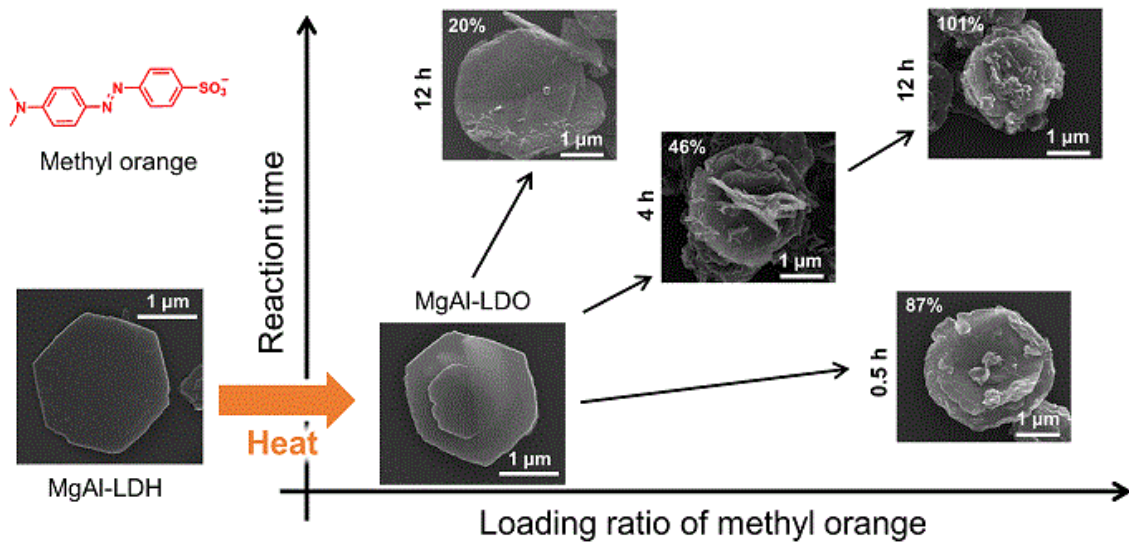 N
N
N
SO₃⁻
Methyl orange
MgAl-LDH
1 µm
Heat
Reaction time
Loading ratio of methyl orange
MgAl-LDO
1 µm
12 h
20%
1 µm
4 h
46%
1 µm
12 h
101%
1 µm
0.5 h
87%
1 µm